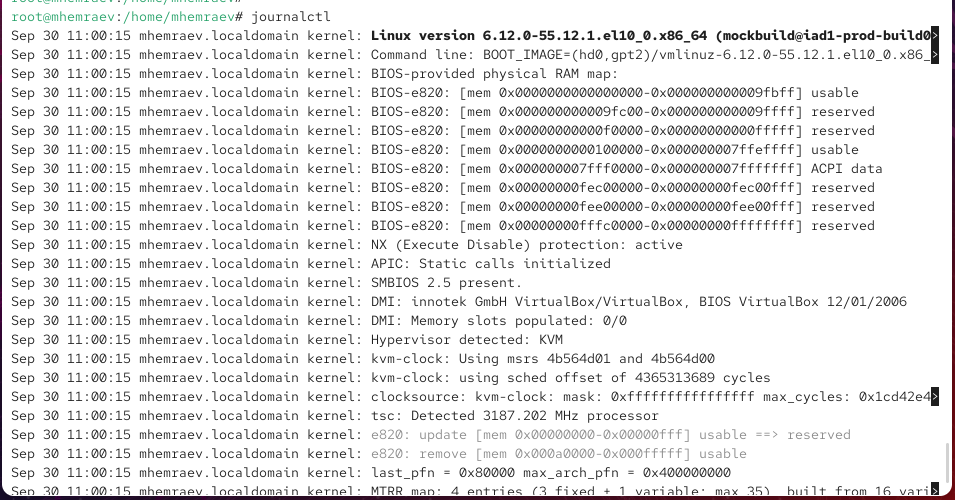 root@mhemraev:/home/mhemraev# journalctl
Sep 30 11:00:15 mhemraev.localdomain kernel: Linux version 6.12.0-55.12.1.el10_0.x86_64 (mockbuild@iad1-prod-build0>
Sep 30 11:00:15 mhemraev.localdomain kernel: Command line: BOOT_IMAGE=(hd0,gpt2)/vmlinuz-6.12.0-55.12.1.el10_0.x86_>
Sep 30 11:00:15 mhemraev.localdomain kernel: BIOS-provided physical RAM map:
Sep 30 11:00:15 mhemraev.localdomain kernel: BIOS-e820: [mem 0x0000000000000000-0x000000000009fbff] usable
Sep 30 11:00:15 mhemraev.localdomain kernel: BIOS-e820: [mem 0x000000000009fc00-0x000000000009ffff] reserved
Sep 30 11:00:15 mhemraev.localdomain kernel: BIOS-e820: [mem 0x00000000000f0000-0x00000000000fffff] reserved
Sep 30 11:00:15 mhemraev.localdomain kernel: BIOS-e820: [mem 0x0000000000100000-0x000000007ffeffff] usable
Sep 30 11:00:15 mhemraev.localdomain kernel: BIOS-e820: [mem 0x000000007fff0000-0x000000007fffffff] ACPI data
Sep 30 11:00:15 mhemraev.localdomain kernel: BIOS-e820: [mem 0x00000000fec00000-0x00000000fec00fff] reserved
Sep 30 11:00:15 mhemraev.localdomain kernel: BIOS-e820: [mem 0x00000000fee00000-0x00000000fee00fff] reserved
Sep 30 11:00:15 mhemraev.localdomain kernel: BIOS-e820: [mem 0x00000000fffc0000-0x00000000ffffffff] reserved
Sep 30 11:00:15 mhemraev.localdomain kernel: NX (Execute Disable) protection: active
Sep 30 11:00:15 mhemraev.localdomain kernel: APIC: Static calls initialized
Sep 30 11:00:15 mhemraev.localdomain kernel: SMBIOS 2.5 present.
Sep 30 11:00:15 mhemraev.localdomain kernel: DMI: innotek GmbH VirtualBox/VirtualBox, BIOS VirtualBox 12/01/2006
Sep 30 11:00:15 mhemraev.localdomain kernel: DMI: Memory slots populated: 0/0
Sep 30 11:00:15 mhemraev.localdomain kernel: Hypervisor detected: KVM
Sep 30 11:00:15 mhemraev.localdomain kernel: kvm-clock: Using msrs 4b564d01 and 4b564d00
Sep 30 11:00:15 mhemraev.localdomain kernel: kvm-clock: using sched offset of 4365313689 cycles
Sep 30 11:00:15 mhemraev.localdomain kernel: clocksource: kvm-clock: mask: 0xffffffffffffffff max_cycles: 0x1cd42e4>
Sep 30 11:00:15 mhemraev.localdomain kernel: tsc: Detected 3187.202 MHz processor
Sep 30 11:00:15 mhemraev.localdomain kernel: e820: update [mem 0x00000000-0x00000fff] usable ==> reserved
Sep 30 11:00:15 mhemraev.localdomain kernel: e820: remove [mem 0x000a0000-0x000fffff] usable
Sep 30 11:00:15 mhemraev.localdomain kernel: last_pfn = 0x80000 max_arch_pfn = 0x400000000
Sep 30 11:00:15 mhemraev.localdomain kernel: MTRR map: 4 entries (3 fixed + 1 variable; max 35), built from 16 vari>